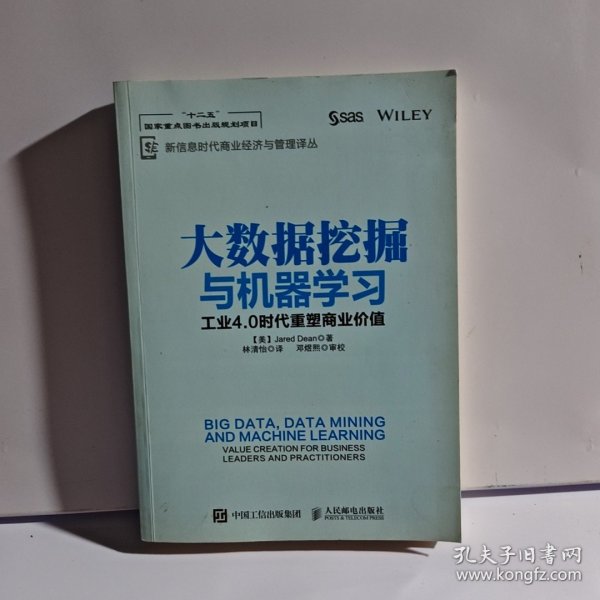 “十二五”
国家重点图书出版规划项目
sas WILEY
新信息时代商业经济与管理译丛
大数据挖掘
与机器学习
工业4.0时代重塑商业价值
【美】Jared Dean◎著
林清怡◎译 邓煜熙◎审校
BIG DATA, DATA MINING
AND MACHINE LEARNING
VALUE CREATION FOR BUSINESS
LEADERS AND PRACTITIONERS
中国工信出版集团 人民邮电出版社
POSTS & TELECOM PRESS
孔夫子旧书网
www.kongfz.com